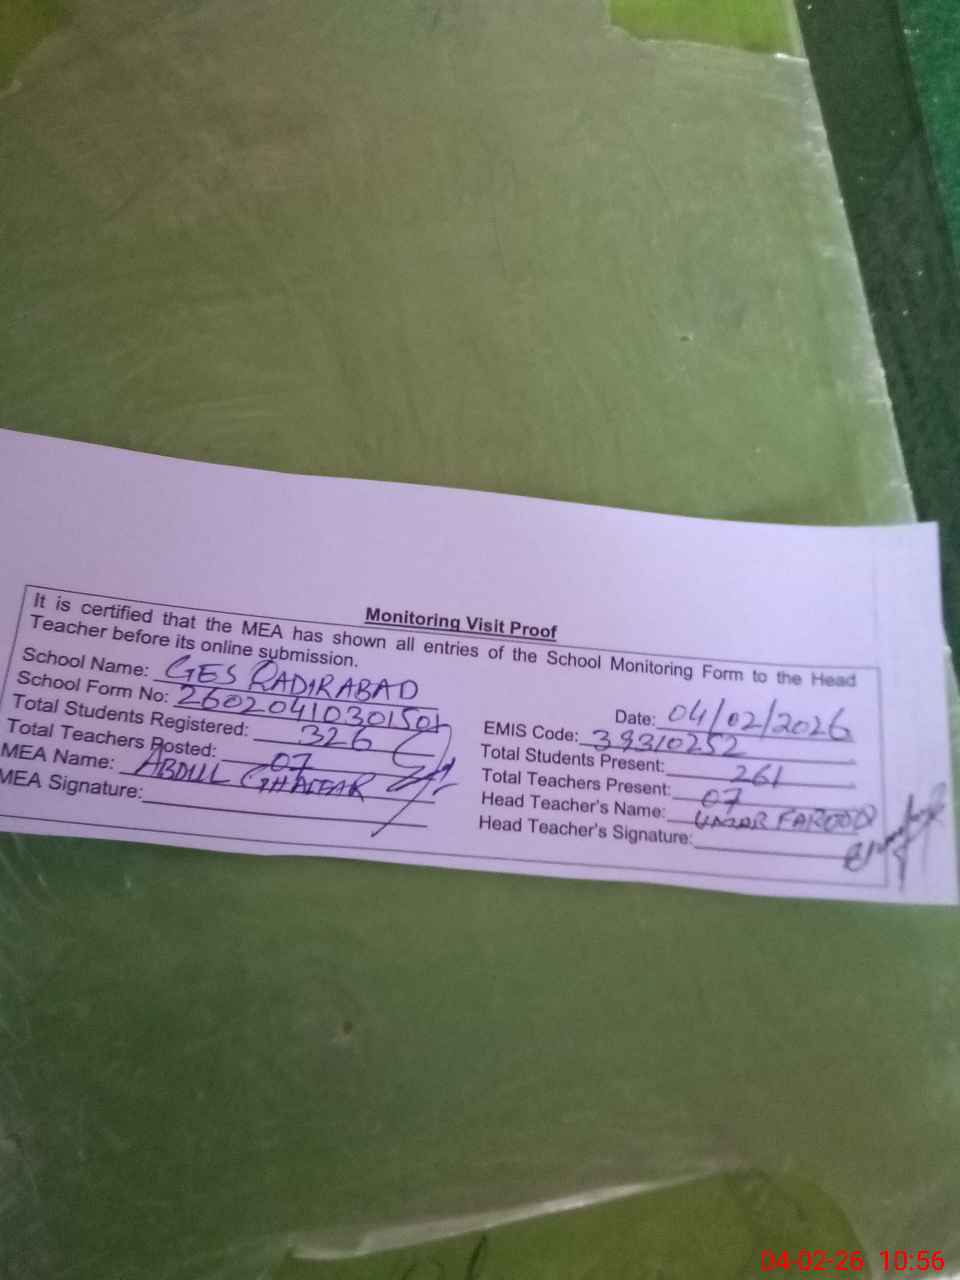 Monitoring Visit Proof
It is certified that the MEA has shown all entries of the School Monitoring Form to the Head
Teacher before its online submission.
School Name: GES QADIRABAD
Date: 04/02/2026
School Form No: 26020410301501
EMIS Code: 39310252
Total Students Registered: 326
Total Students Present: 261
Total Teachers Posted: 07
Total Teachers Present: 07
MEA Name: ABDUL GHAFFAR
Head Teacher's Name: FAROOQ
MEA Signature:
Head Teacher's Signature:
04-02-26 10:56